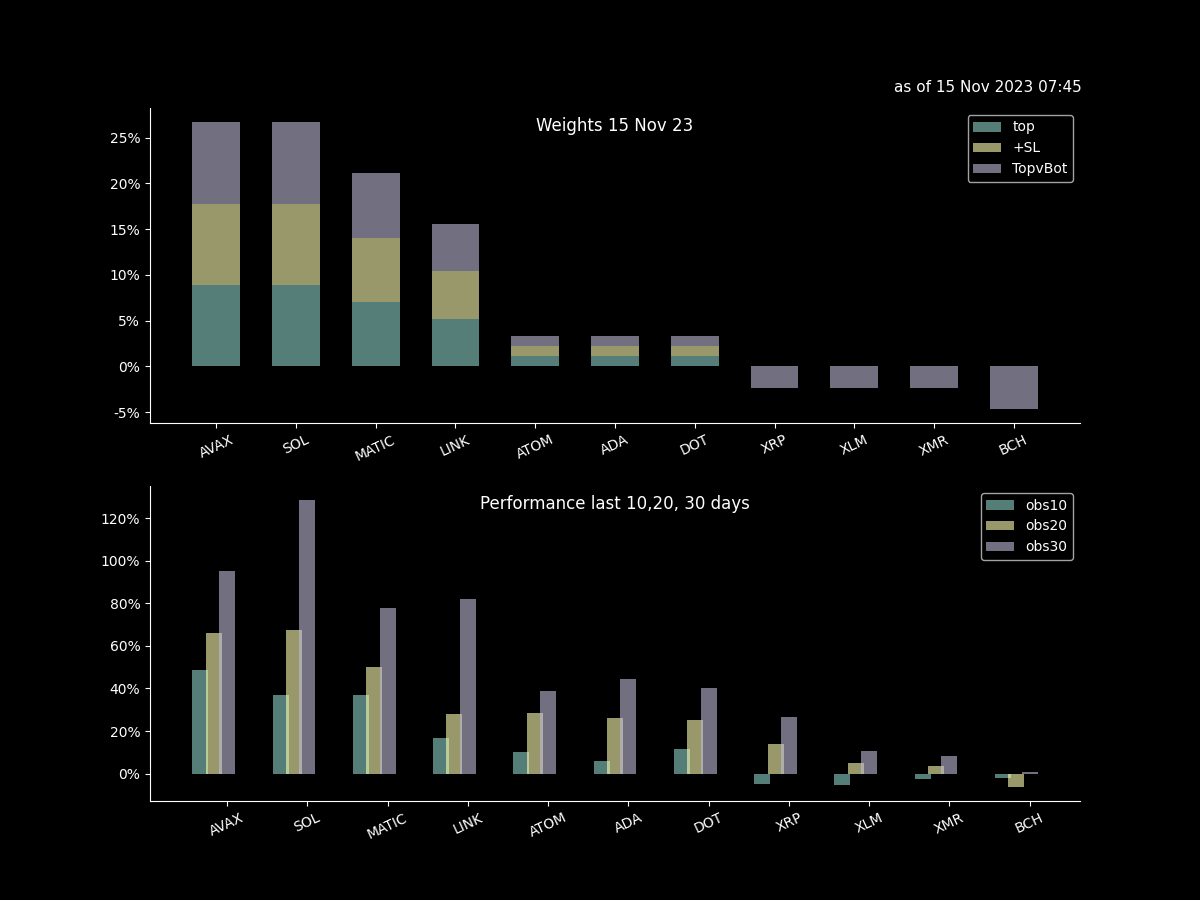 as of 15 Nov 2023 07:45
Weights 15 Nov 23
top
+SL
TopvBot
25%
20%
15%
10%
5%
0%
-5%
AVAX SOL MATIC LINK ATOM ADA DOT XRP XLM XMR BCH
Performance last 10,20, 30 days
obs10
obs20
obs30
120%
100%
80%
60%
40%
20%
0%
AVAX SOL MATIC LINK ATOM ADA DOT XRP XLM XMR BCH